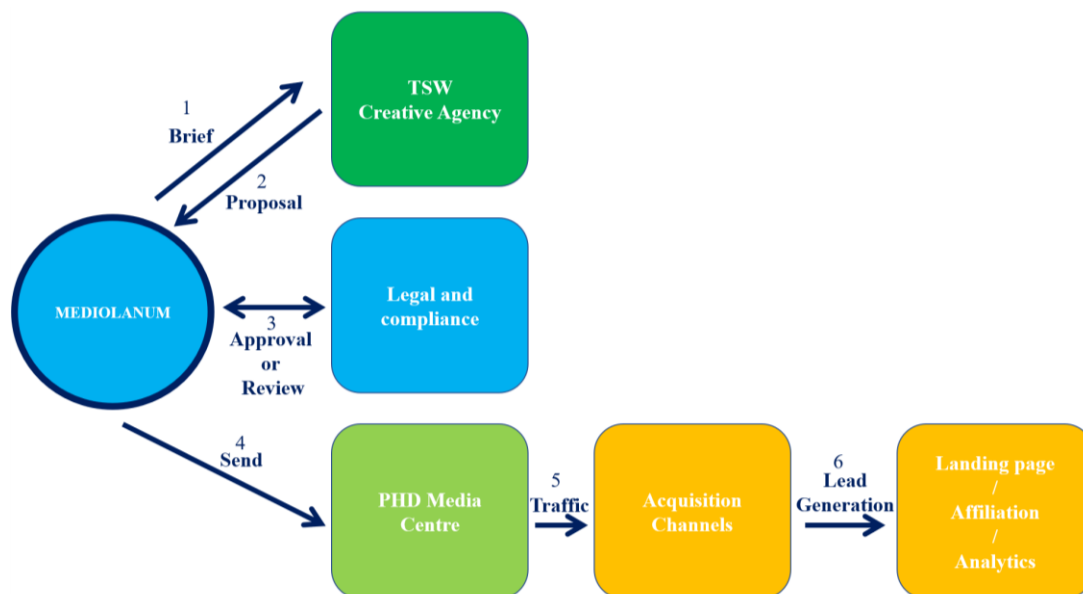 TSW
Creative Agency
1
Brief
2
Proposal
MEDIOLANUM
Legal and
compliance
3
Approval
or
Review
4
Send
PHD Media
Centre
5
Traffic
Acquisition
Channels
6
Lead
Generation
Landing page
/
Affiliation
/
Analytics